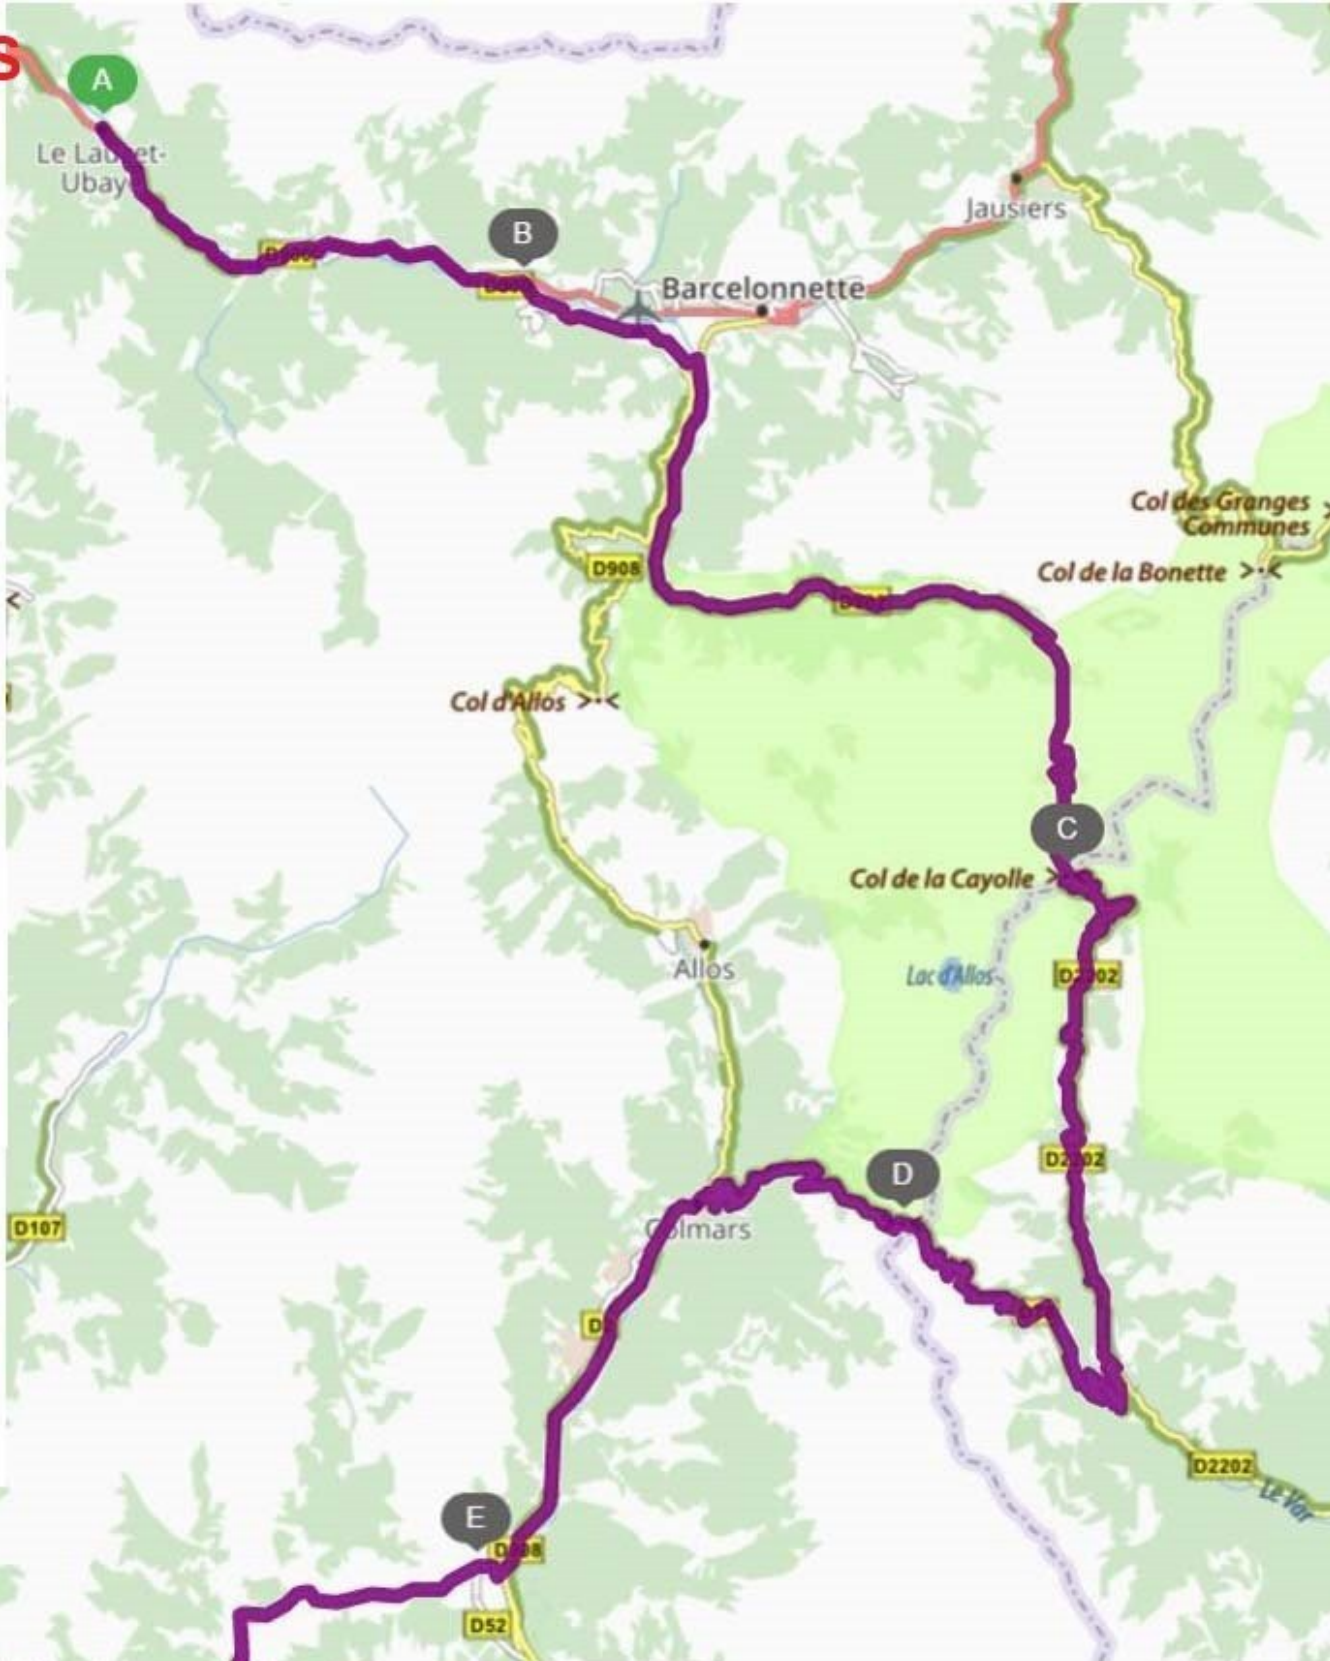 S
A
Le Lauzet-
Ubaye
B
Jausiers
Barcelonnette
Col des Granges
Communes
D908
Col de la Bonette
Col d'Allos
C
Col de la Cayolle
Allos
Lac d'Allos
D2202
D2202
D
D107
Colmars
D2202
Le Var
E
D908
D52